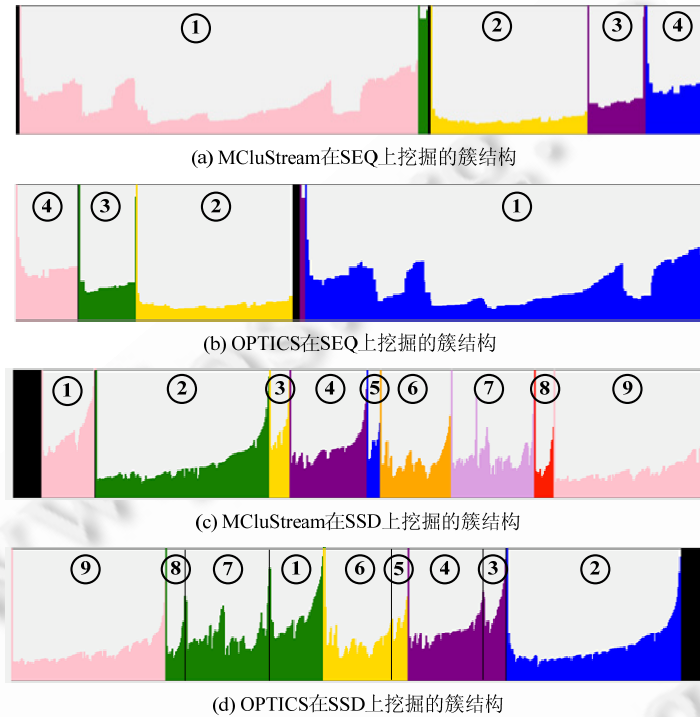 ① ② ③ ④
(a) MCluStream在SEQ上挖掘的簇结构
④ ③ ② ①
(b) OPTICS在SEQ上挖掘的簇结构
① ② ③ ④ ⑤ ⑥ ⑦ ⑧ ⑨
(c) MCluStream在SSD上挖掘的簇结构
⑨ ⑧ ⑦ ① ⑥ ⑤ ④ ③ ②
(d) OPTICS在SSD上挖掘的簇结构